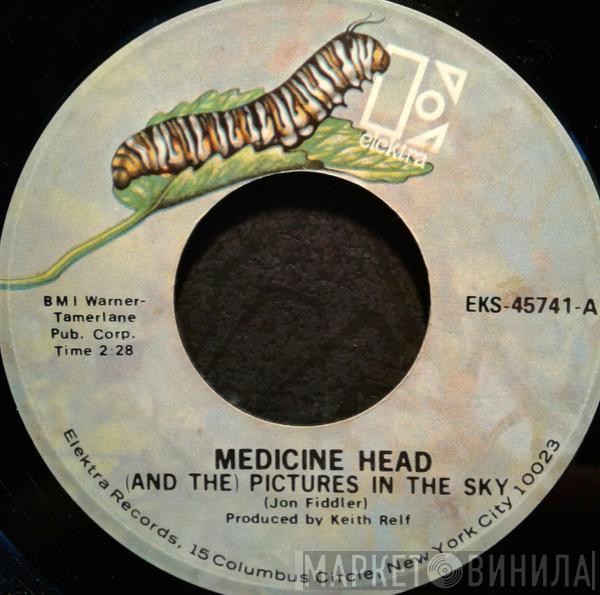 elektra
BMI Warner-
Tamerlane
Pub. Corp.
Time 2:28
EKS-45741-A
MEDICINE HEAD
(AND THE) PICTURES IN THE SKY
(Jon Fiddler)
Produced by Keith Relf
Elektra Records, 15 Columbus Circle, New York City 10023
МАРКЕТ ВИНИЛА